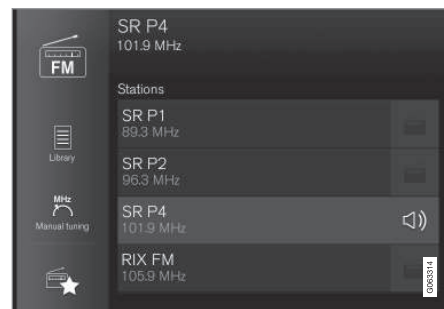 SR P4
101.9 MHz
FM
Stations
SR P1
89.3 MHz
Library
SR P2
96.3 MHz
MHz
Manual tuning
SR P4
101.9 MHz
RIX FM
105.9 MHz
G063314